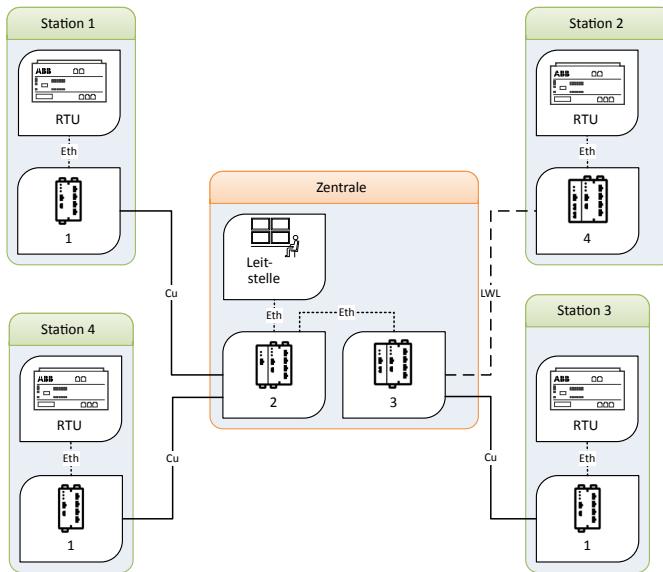 Station 1
ABB
RTU
Eth
1
Station 2
ABB
RTU
Eth
4
Zentrale
Leit-
stelle
Eth
Eth
2
3
Cu
LWL
Station 4
ABB
RTU
Eth
1
Cu
Station 3
ABB
RTU
Eth
1
Cu